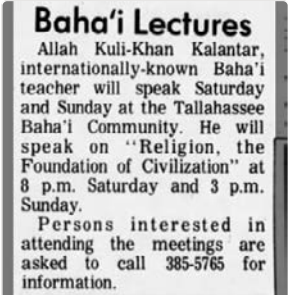 Baha'i Lectures
Allah Kuli-Khan Kalantar,
internationally-known Baha'i
teacher will speak Saturday
and Sunday at the Tallahassee
Baha'i Community. He will
speak on "Religion, the
Foundation of Civilization" at
8 p.m. Saturday and 3 p.m.
Sunday.
Persons interested in
attending the meetings are
asked to call 385-5765 for
information.